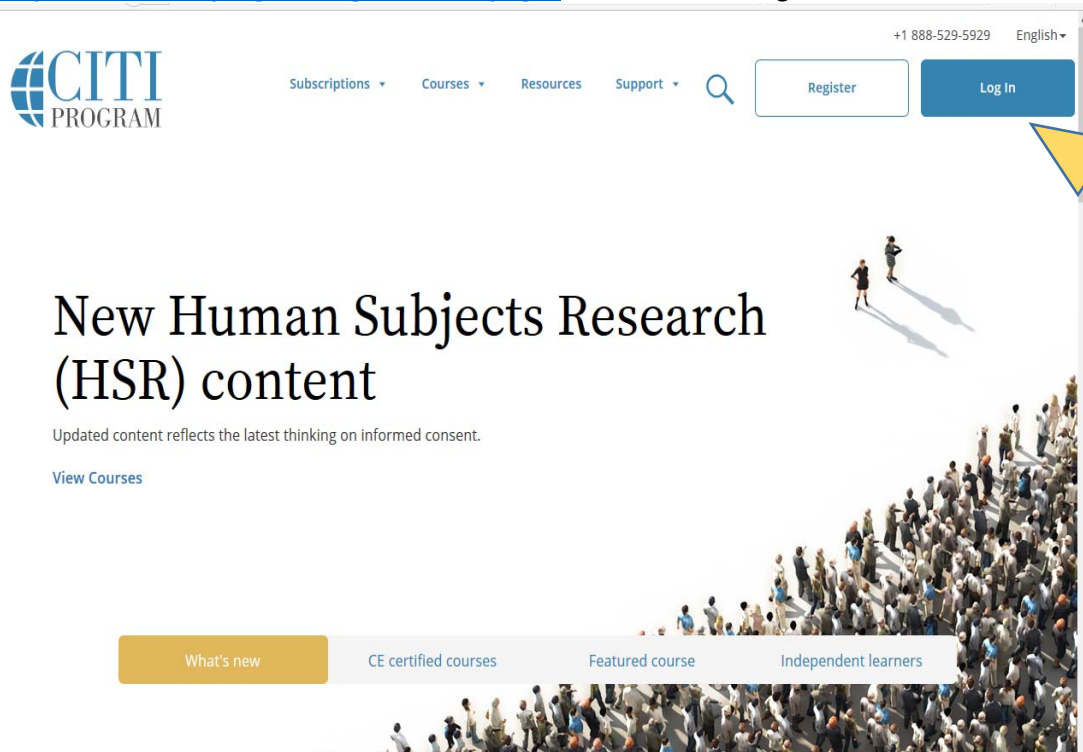 +1 888-529-5929 English
CITI
PROGRAM
Subscriptions Courses Resources Support Register Log In
New Human Subjects Research
(HSR) content
Updated content reflects the latest thinking on informed consent.
View Courses
What's new CE certified courses Featured course Independent learners